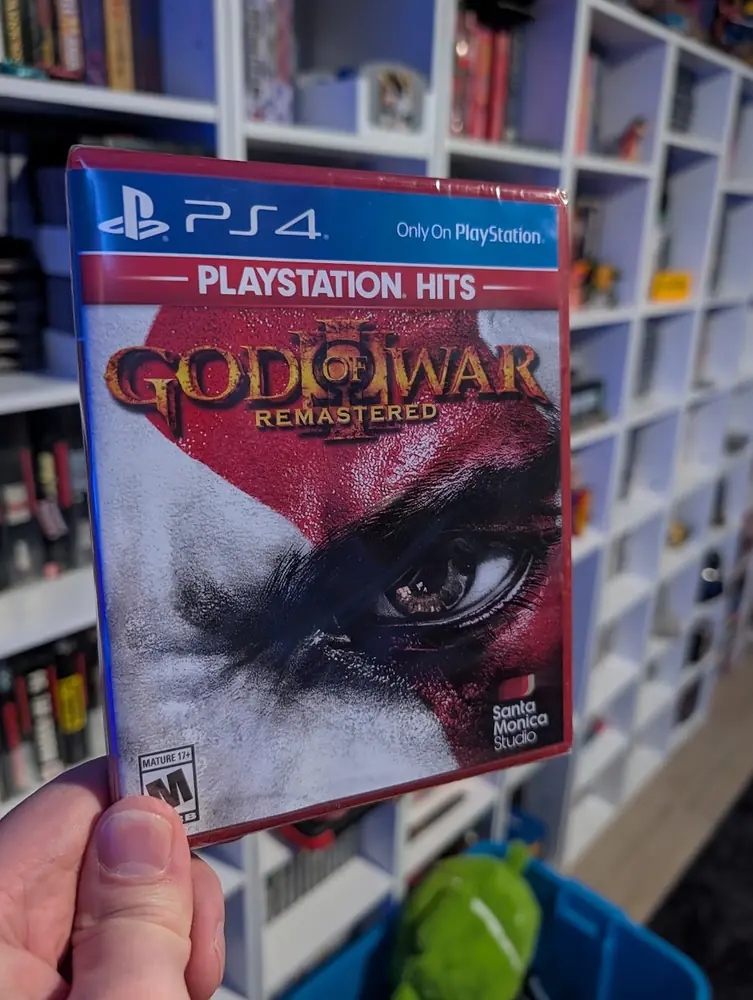 PS4
Only On PlayStation
PLAYSTATION HITS
GOD OF WAR
III
REMASTERED
Santa
Monica
Studio
MATURE 17+
M